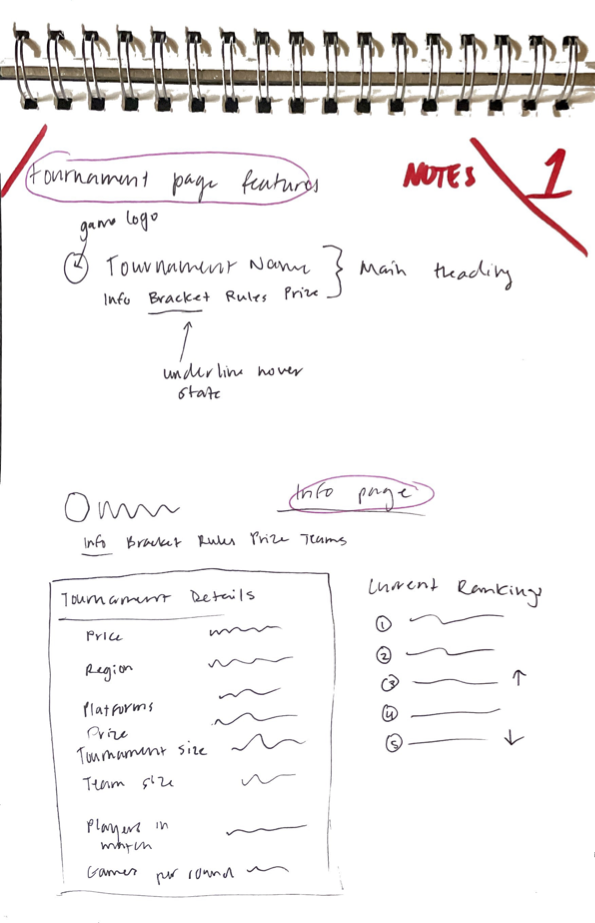 tournament page features
NOTES 1
game logo
Tournament Name
Main Heading
Info Bracket Rules Prize
underline hover
state
Info page
Info Bracket Rules Prize Teams
Tournament Details
Price
Region
Platforms
Prize
Tournament size
Team size
Players in
match
Games per round
Current Rankings
1
2
3 ↑
4
5 ↓